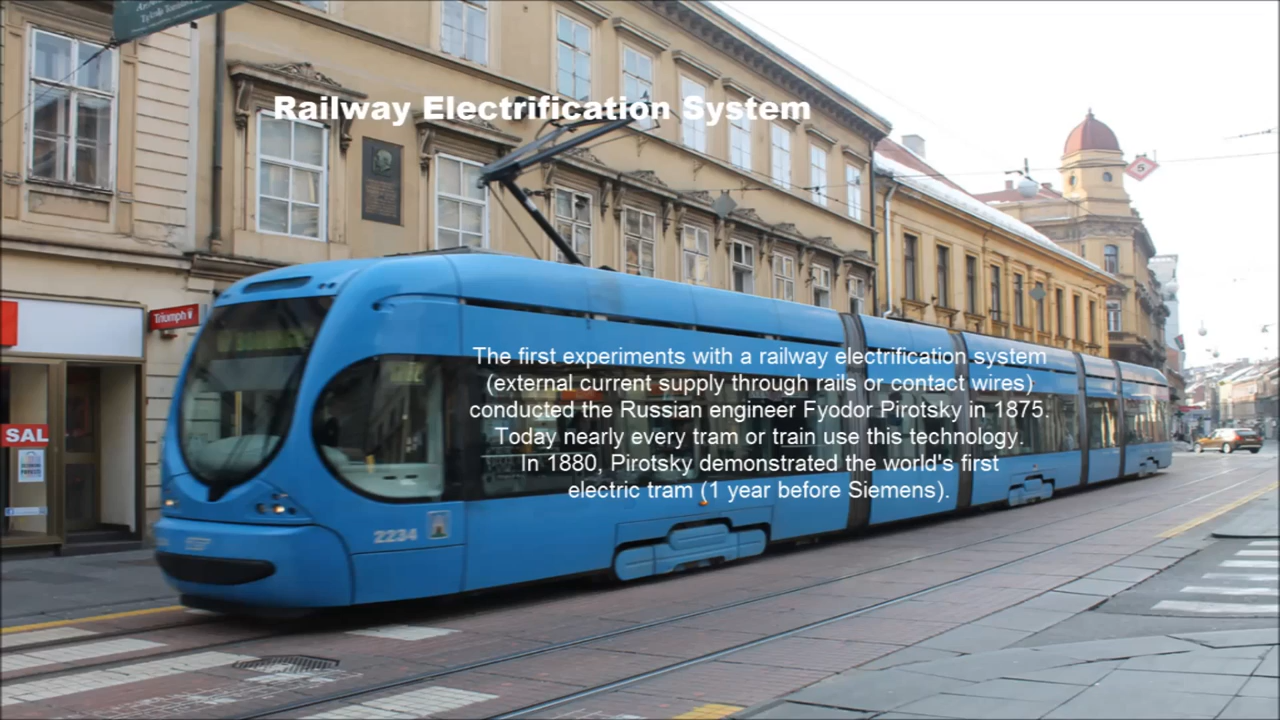 Railway Electrification System
Triumph
5
The first experiments with a railway electrification system
(external current supply through rails or contact wires)
conducted the Russian engineer Fyodor Pirotsky in 1875.
Today nearly every tram or train use this technology.
In 1880, Pirotsky demonstrated the world's first
electric tram (1 year before Siemens).
SAL
2234